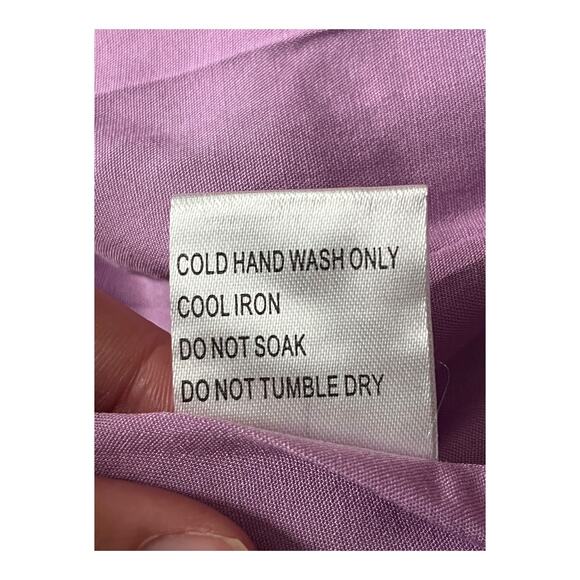 COLD HAND WASH ONLY
COOL IRON
DO NOT SOAK
DO NOT TUMBLE DRY